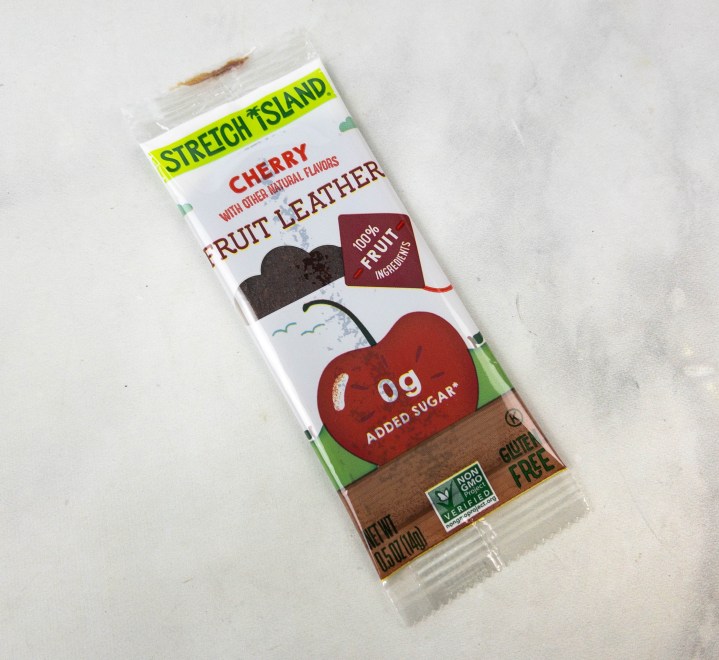 STRETCH ISLAND®
CHERRY
WITH OTHER NATURAL FLAVORS
FRUIT LEATHER
100%
FRUIT
INGREDIENTS
0g
ADDED SUGAR*
K
GLUTEN
FREE
NON
GMO
Project
VERIFIED
nongmoproject.org
NET WT
0.5 OZ (14g)